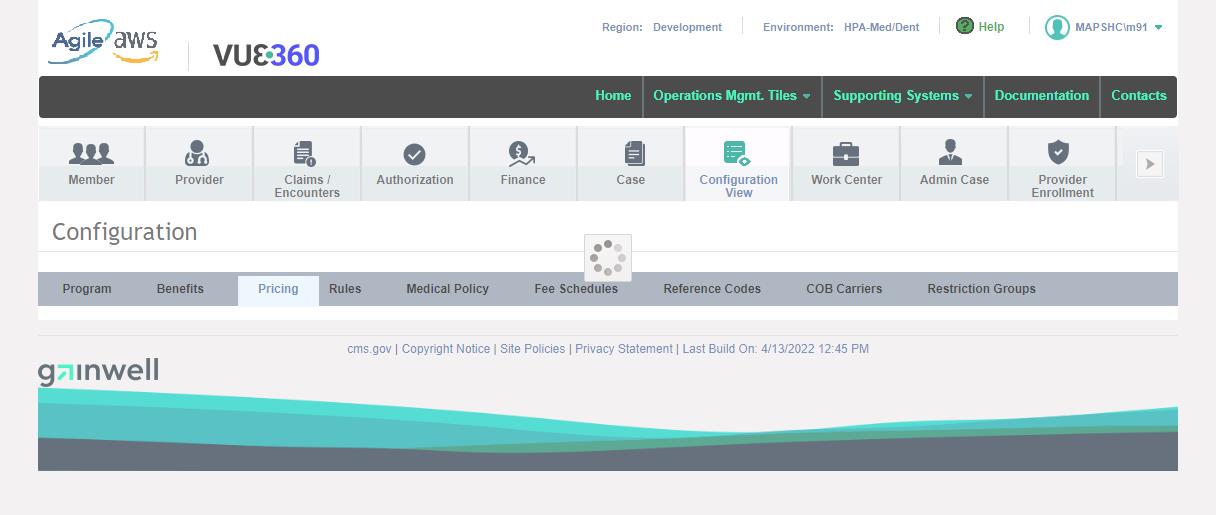 Agile aws
VUE360
Region: Development
Environment: HPA-Med/Dent
? Help
MAPSHC\m91
Home
Operations Mgmt. Tiles
Supporting Systems
Documentation
Contacts
Member
Provider
Claims /
Encounters
Authorization
Finance
Case
Configuration
View
Work Center
Admin Case
Provider
Enrollment
Configuration
Program
Benefits
Pricing
Rules
Medical Policy
Fee Schedules
Reference Codes
COB Carriers
Restriction Groups
cms.gov | Copyright Notice | Site Policies | Privacy Statement | Last Build On: 4/13/2022 12:45 PM
gainwell